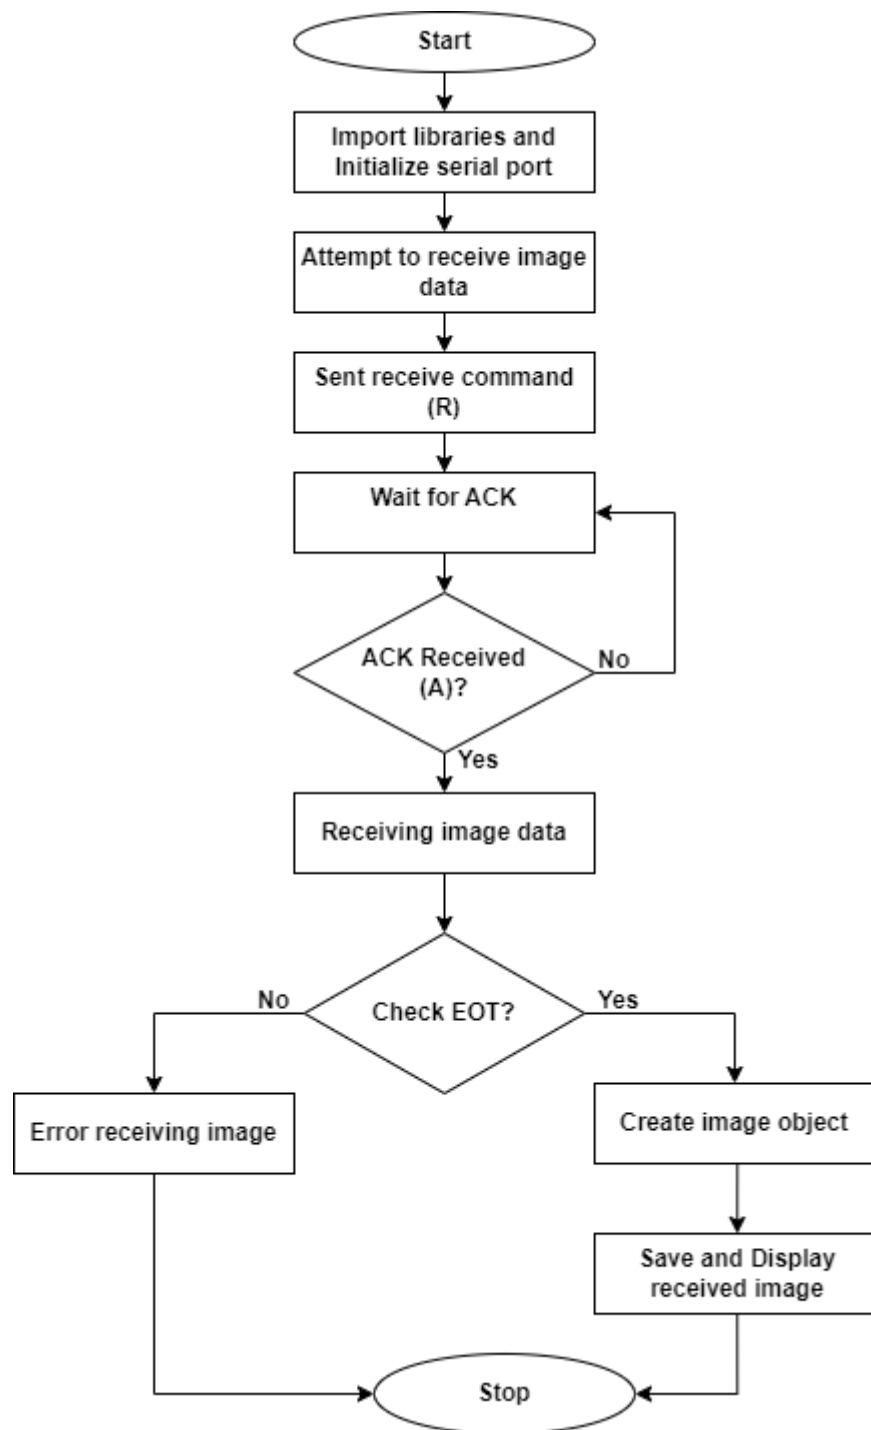 Start
Import libraries and
Initialize serial port
Attempt to receive image
data
Sent receive command
(R)
Wait for ACK
ACK Received
(A)?
No
Yes
Receiving image data
Check EOT?
No
Yes
Error receiving image
Create image object
Save and Display
received image
Stop